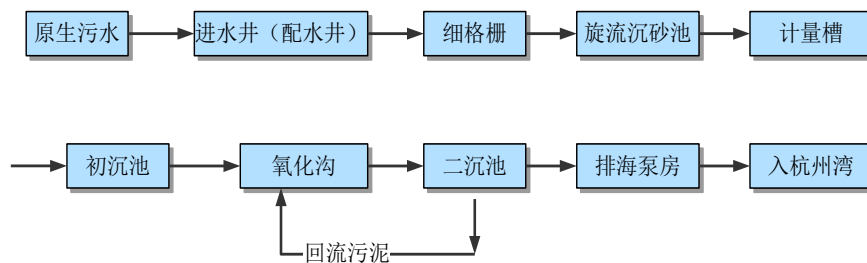 原生污水
进水井（配水井）
细格栅
旋流沉砂池
计量槽
初沉池
氧化沟
二沉池
排海泵房
入杭州湾
回流污泥